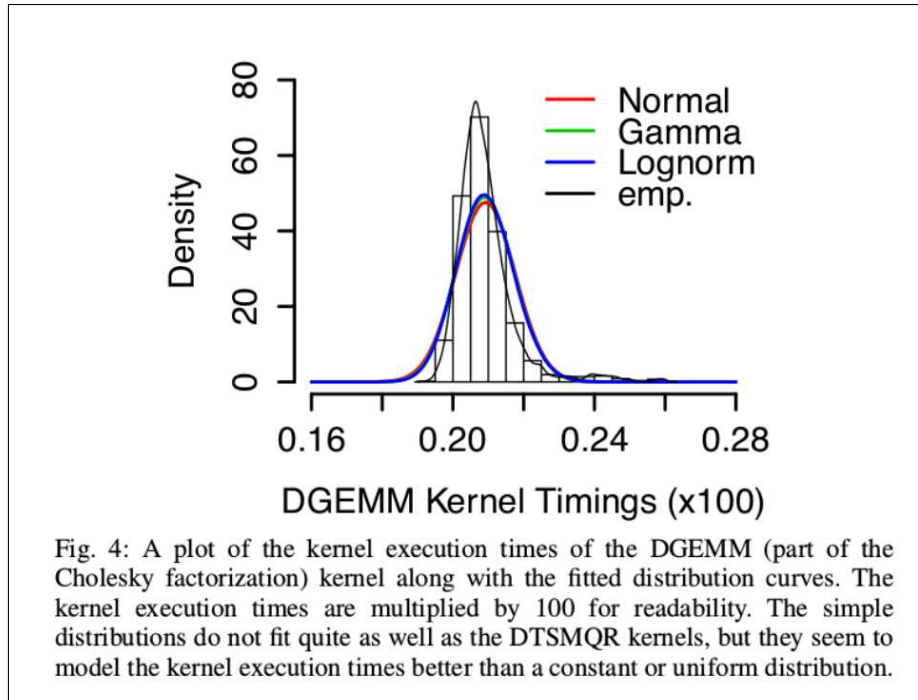 80
60
40
20
0
Density
Normal
Gamma
Lognorm
emp.
0.16 0.20 0.24 0.28
DGEMM Kernel Timings (x100)
Fig. 4: A plot of the kernel execution times of the DGEMM (part of the
Cholesky factorization) kernel along with the fitted distribution curves. The
kernel execution times are multiplied by 100 for readability. The simple
distributions do not fit quite as well as the DTSMQR kernels, but they seem to
model the kernel execution times better than a constant or uniform distribution.